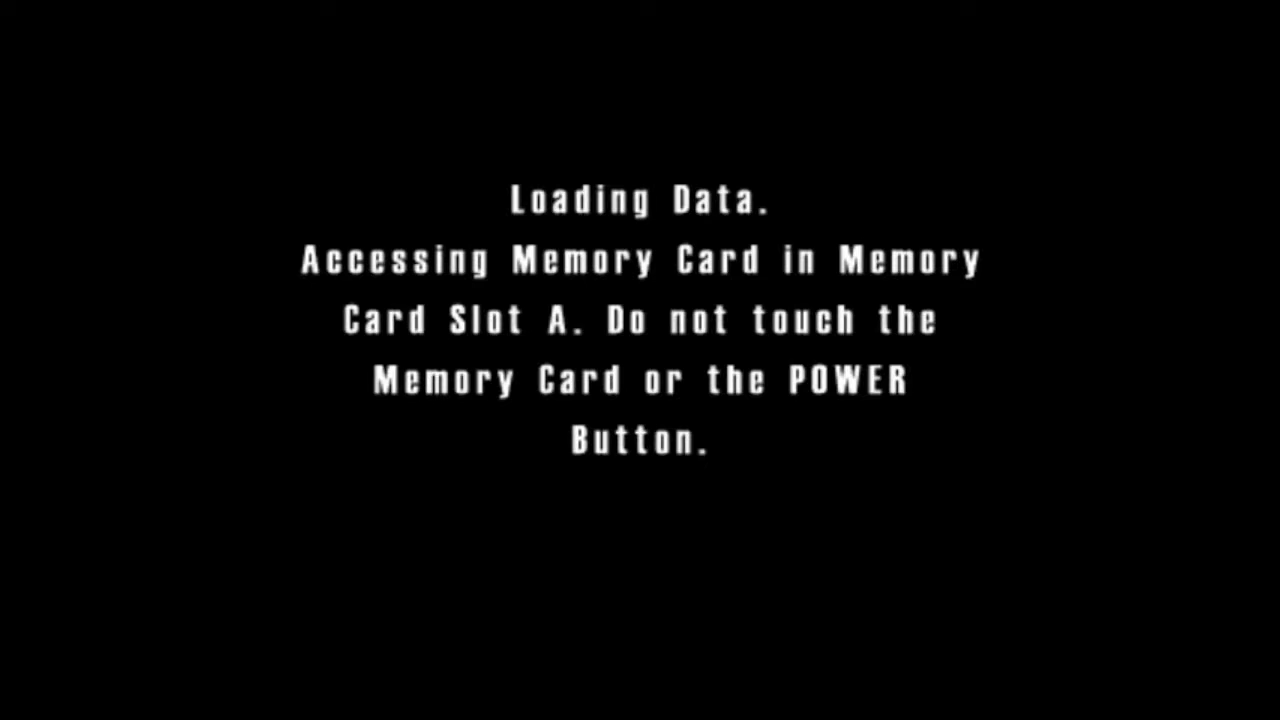 Loading Data.
Accessing Memory Card in Memory
Card Slot A. Do not touch the
Memory Card or the POWER
Button.